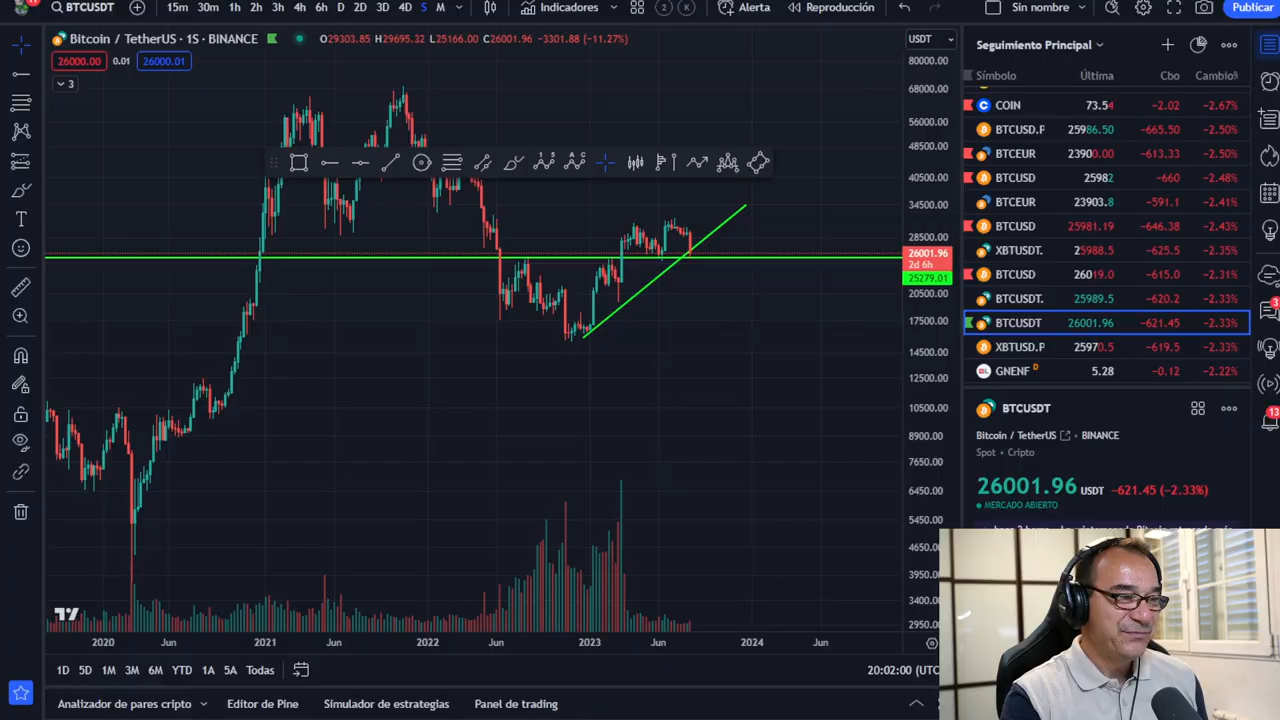 BTCUSDT
15m 30m 1h 2h 3h 4h 6h D 2D 3D 4D S M
Indicadores
2 K
Alerta
Reproducción
Sin nombre
Publicar
Bitcoin / TetherUS · 1S · BINANCE
O29303.85 H29695.32 L25166.00 C26001.96 −3301.88 (−11.27%)
26000.00 0.01 26000.01
3
USDT
80000.00
68000.00
56000.00
48500.00
40500.00
34500.00
28500.00
26001.96
2d 6h
25279.01
20500.00
17500.00
14500.00
12500.00
10500.00
8900.00
7650.00
6450.00
5450.00
4650.00
3950.00
3400.00
2950.00
2020 Jun 2021 Jun 2022 Jun 2023 Jun 2024 Jun
1D 5D 1M 3M 6M YTD 1A 5A Todas
20:02:00 (UTC
Analizador de pares cripto Editor de Pine Simulador de estrategias Panel de trading
Seguimiento Principal
Símbolo Última Cbo Cambio%
COIN 73.54 −2.02 −2.67%
BTCUSD.P 25986.50 −665.50 −2.50%
BTCEUR 23900.00 −613.33 −2.50%
BTCUSD 25982 −660 −2.48%
BTCEUR 23903.8 −591.1 −2.41%
BTCUSD 25981.19 −646.38 −2.43%
XBTUSDT. 25988.5 −625.5 −2.35%
BTCUSD 26019.0 −615.0 −2.31%
BTCUSDT. 25989.5 −620.2 −2.33%
BTCUSDT 26001.96 −621.45 −2.33%
XBTUSD.P 25970.5 −619.5 −2.33%
GNENF D 5.28 −0.12 −2.22%
BTCUSDT
Bitcoin / TetherUS · BINANCE
Spot • Cripto
26001.96 USDT −621.45 (−2.33%)
MERCADO ABIERTO
3
13